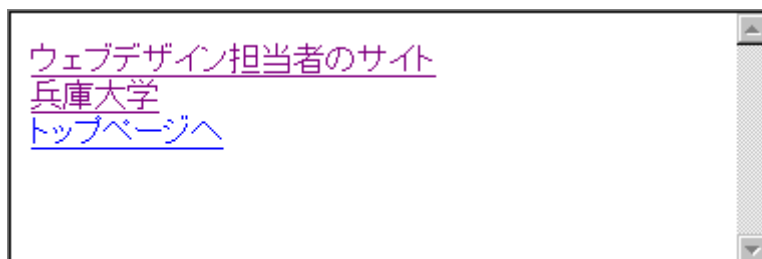 ウェブデザイン担当者のサイト
兵庫大学
トップページへ